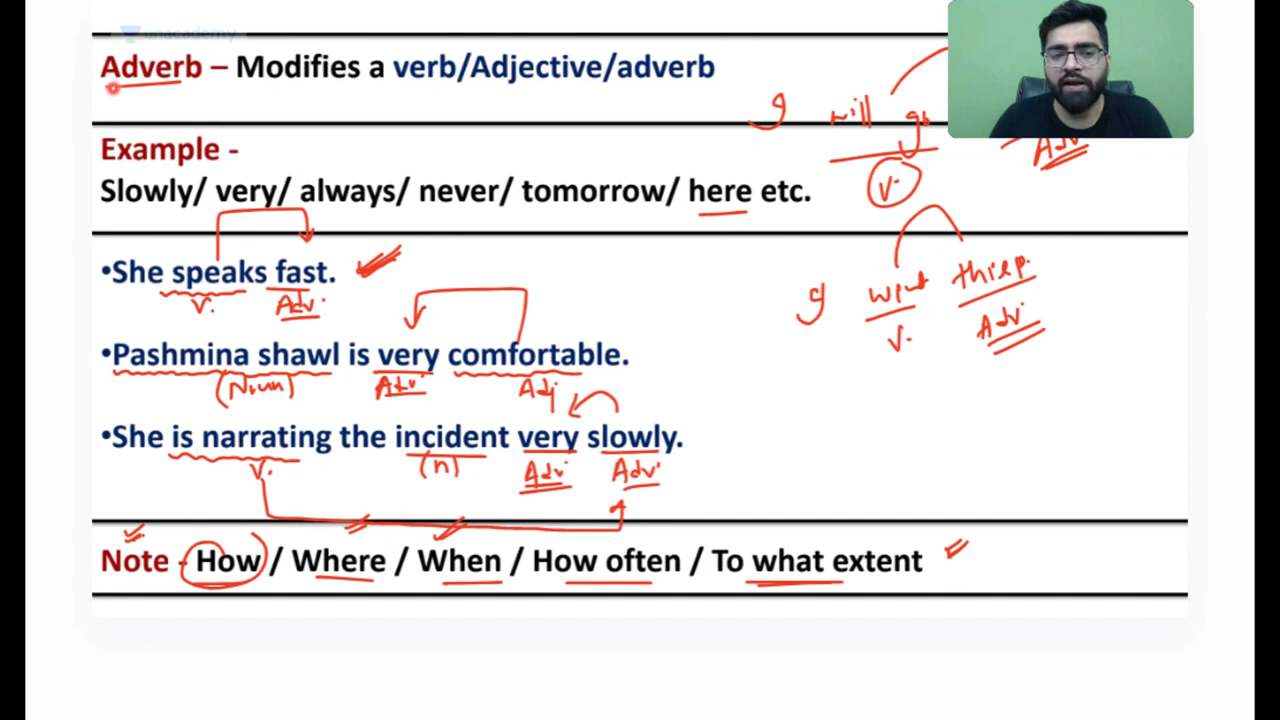 unacademy
Adverb – Modifies a verb/Adjective/adverb
will go
Adv
v.
Example -
Slowly/ very/ always/ never/ tomorrow/ here etc.
•She speaks fast.
v. Adv.
went
v. Adv.
•Pashmina shawl is very comfortable.
(Noun) Adv. Adj
•She is narrating the incident very slowly.
v. (n) Adv. Adv.
Note - How / Where / When / How often / To what extent